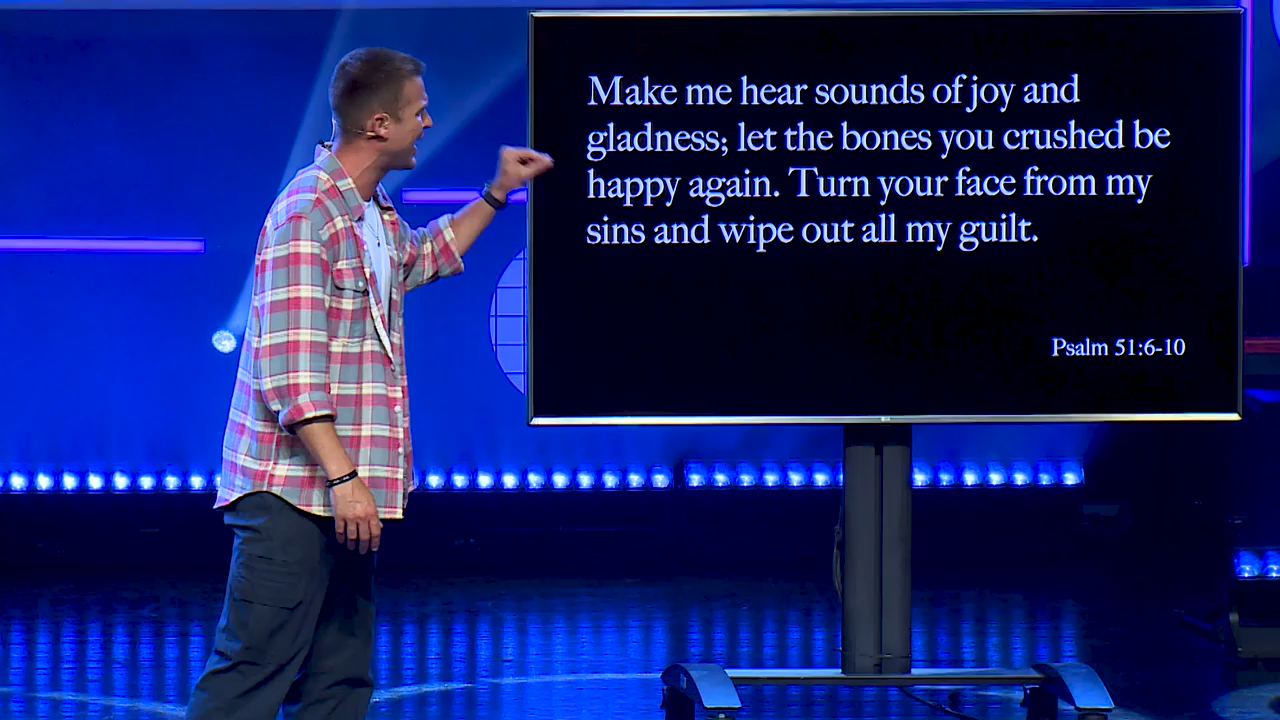 Make me hear sounds of joy and
gladness; let the bones you crushed be
happy again. Turn your face from my
sins and wipe out all my guilt.
Psalm 51:6-10